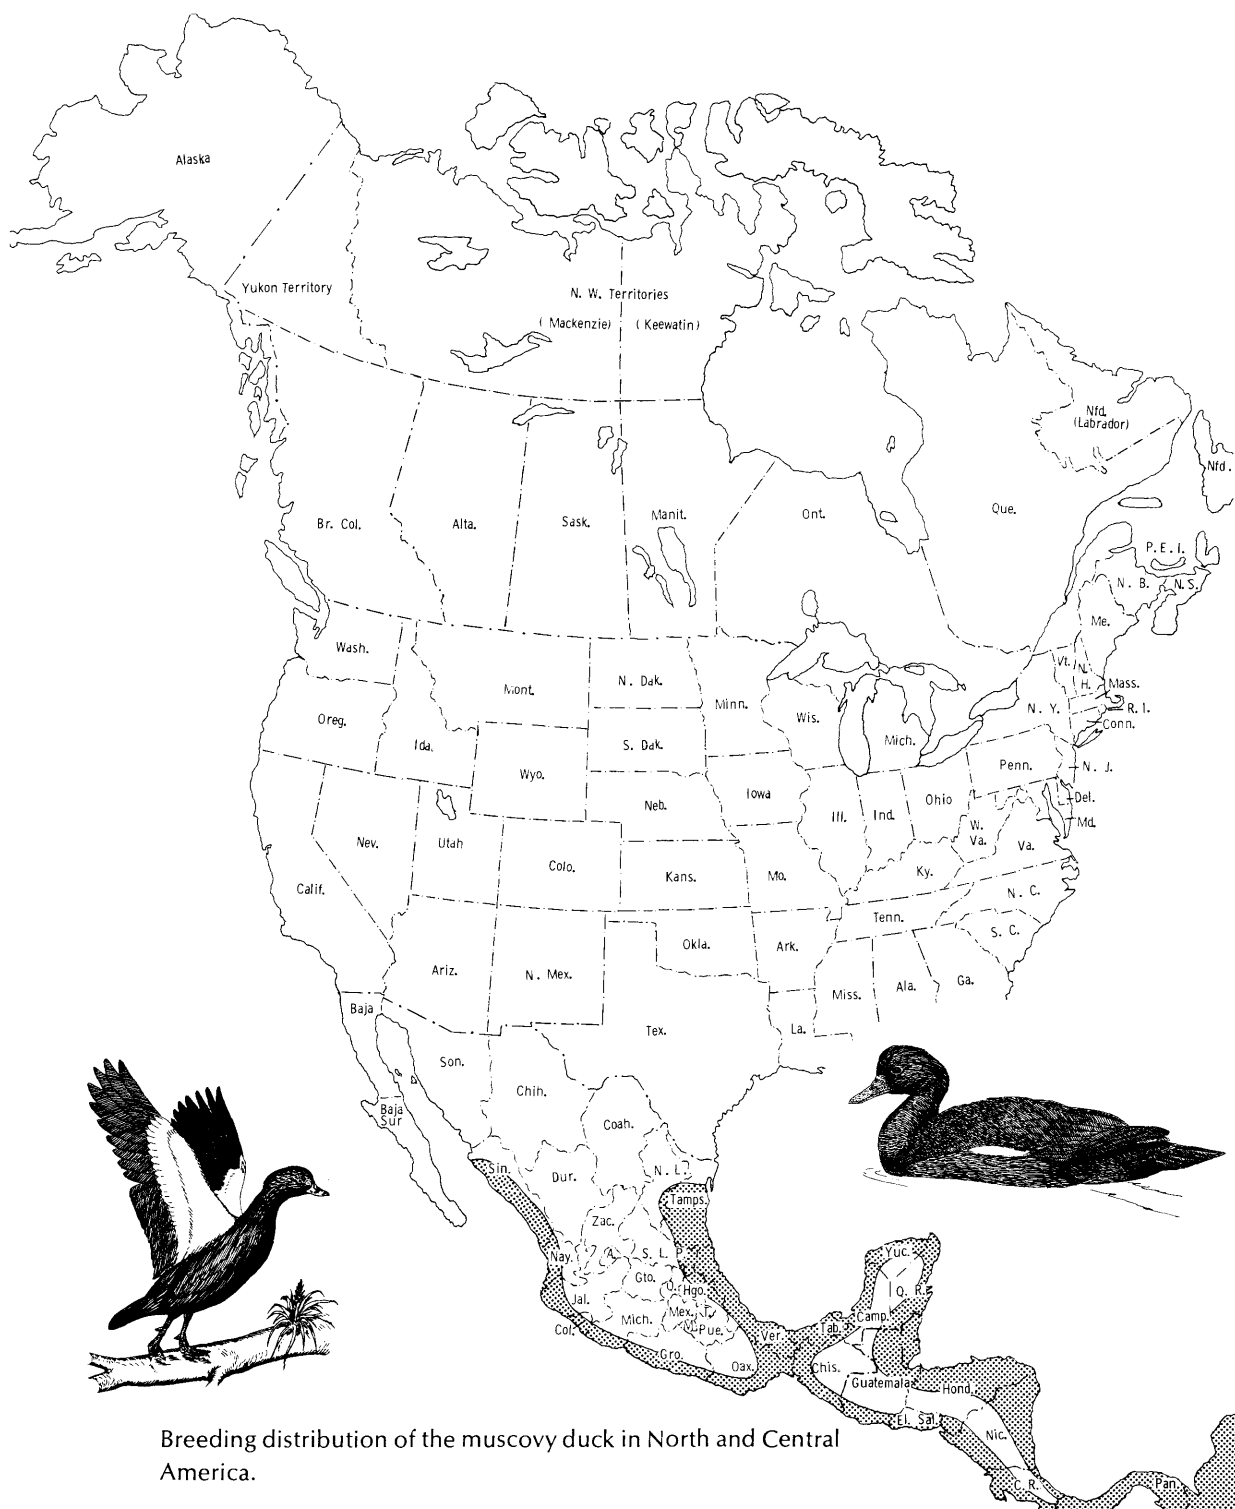 Alaska
Yukon Territory
N. W. Territories
( Mackenzie)
( Keewatin)
Nfd.
(Labrador)
Nfd.
Br. Col.
Alta.
Sask.
Manit.
Ont.
Que.
P. E. I.
N. B.
N. S.
Me.
Wash.
Mont.
N. Dak.
Minn.
Vt.
N.
H.
Mass.
R. I.
Conn.
N. Y.
Oreg.
Ida.
S. Dak.
Wis.
Mich.
Penn.
N. J.
Wyo.
Neb.
Iowa
Ill.
Ind.
Ohio
Del.
Md.
W.
Va.
Va.
Nev.
Utah
Colo.
Kans.
Mo.
Ky.
Calif.
N. C.
Tenn.
S. C.
Ariz.
N. Mex.
Okla.
Ark.
Miss.
Ala.
Ga.
Baja
Tex.
La.
Son.
Chih.
Baja
Sur
Coah.
Sin.
Dur.
N. L.
Tamps.
Zac.
Nay.
A.
S. L. P.
Yuc.
Gto.
Q.
Hgo.
Q. R.
Jal.
Mich.
Mex.
T.
M.
Pue.
Camp.
Col.
Ver.
Tab.
Gro.
Oax.
Chis.
Guatemala
Hond.
El. Sal.
Nic.
C. R.
Pan.
Breeding distribution of the muscovy duck in North and Central
America.